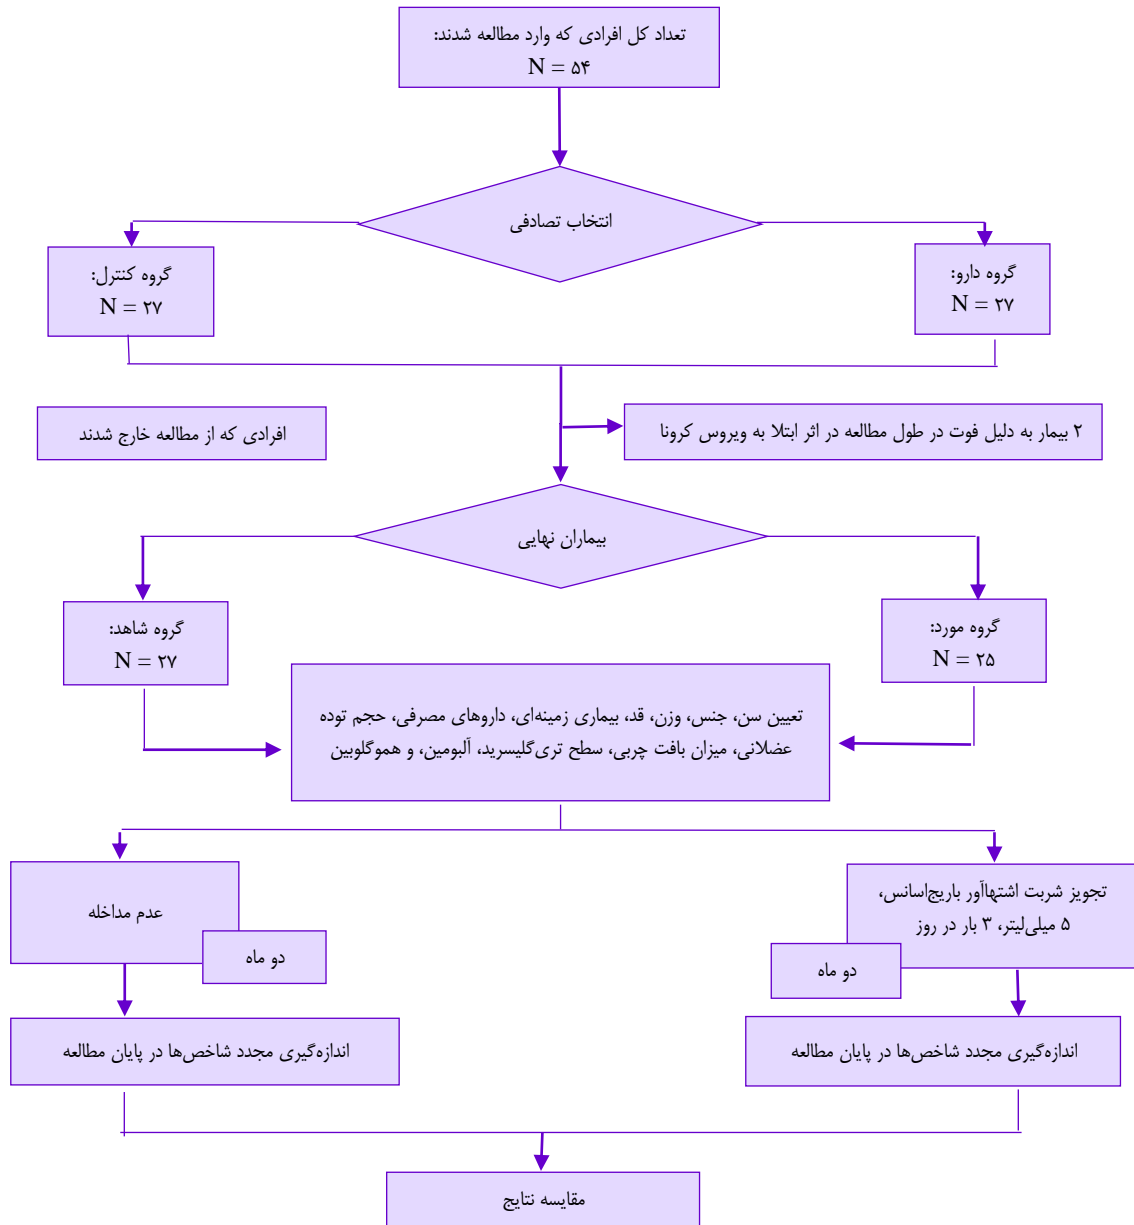 تعداد کل افرادی که وارد مطالعه شدند:
N = ۵۴
انتخاب تصادفی
گروه دارو:
N = ۲۷
گروه کنترل:
N = ۲۷
۲ بیمار به دلیل فوت در طول مطالعه در اثر ابتلا به ویروس کرونا
افرادی که از مطالعه خارج شدند
بیماران نهایی
گروه مورد:
N = ۲۵
گروه شاهد:
N = ۲۷
تعیین سن، جنس، وزن، قد، بیماری زمینه‌ای، داروهای مصرفی، حجم توده
عضلانی، میزان بافت چربی، سطح تری‌گلیسرید، آلبومین، و هموگلوبین
تجویز شربت اشتهاآور باریج‌اسانس،
۵ میلی‌لیتر، ۳ بار در روز
دو ماه
عدم مداخله
دو ماه
اندازه‌گیری مجدد شاخص‌ها در پایان مطالعه
اندازه‌گیری مجدد شاخص‌ها در پایان مطالعه
مقایسه نتایج